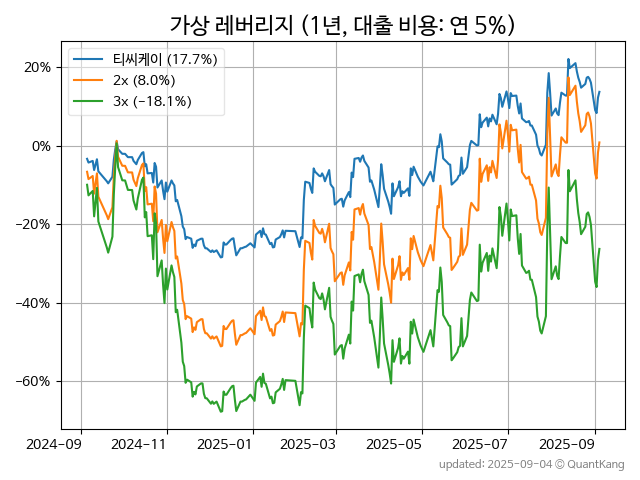 가상 레버리지 (1년, 대출 비용: 연 5%)
티씨케이 (17.7%)
2x (8.0%)
3x (−18.1%)
20%
0%
−20%
−40%
−60%
2024-09 2024-11 2025-01 2025-03 2025-05 2025-07 2025-09
updated: 2025-09-04 © QuantKang